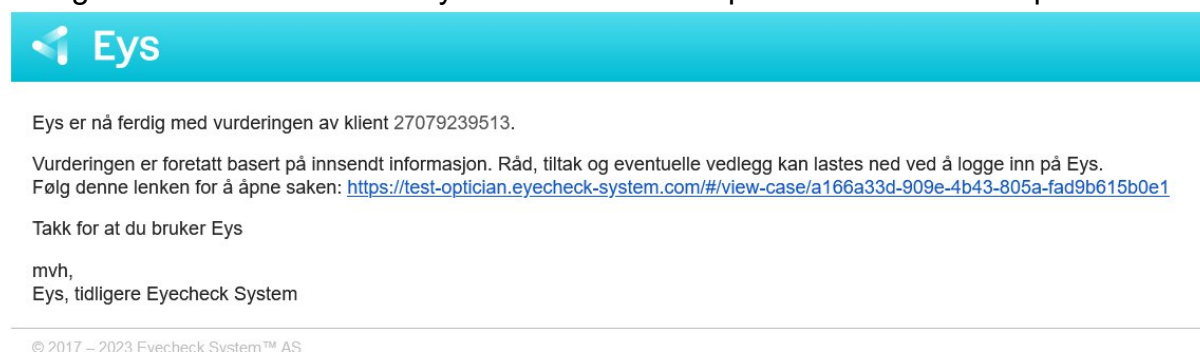 Eys
Eys er nå ferdig med vurderingen av klient 27079239513.
Vurderingen er foretatt basert på innsendt informasjon. Råd, tiltak og eventuelle vedlegg kan lastes ned ved å logge inn på Eys.
Følg denne lenken for å åpne saken: https://test-optician.eyecheck-system.com/#/view-case/a166a33d-909e-4b43-805a-fad9b615b0e1
Takk for at du bruker Eys
mvh,
Eys, tidligere Eyecheck System
© 2017 – 2023 Eyecheck System™ AS